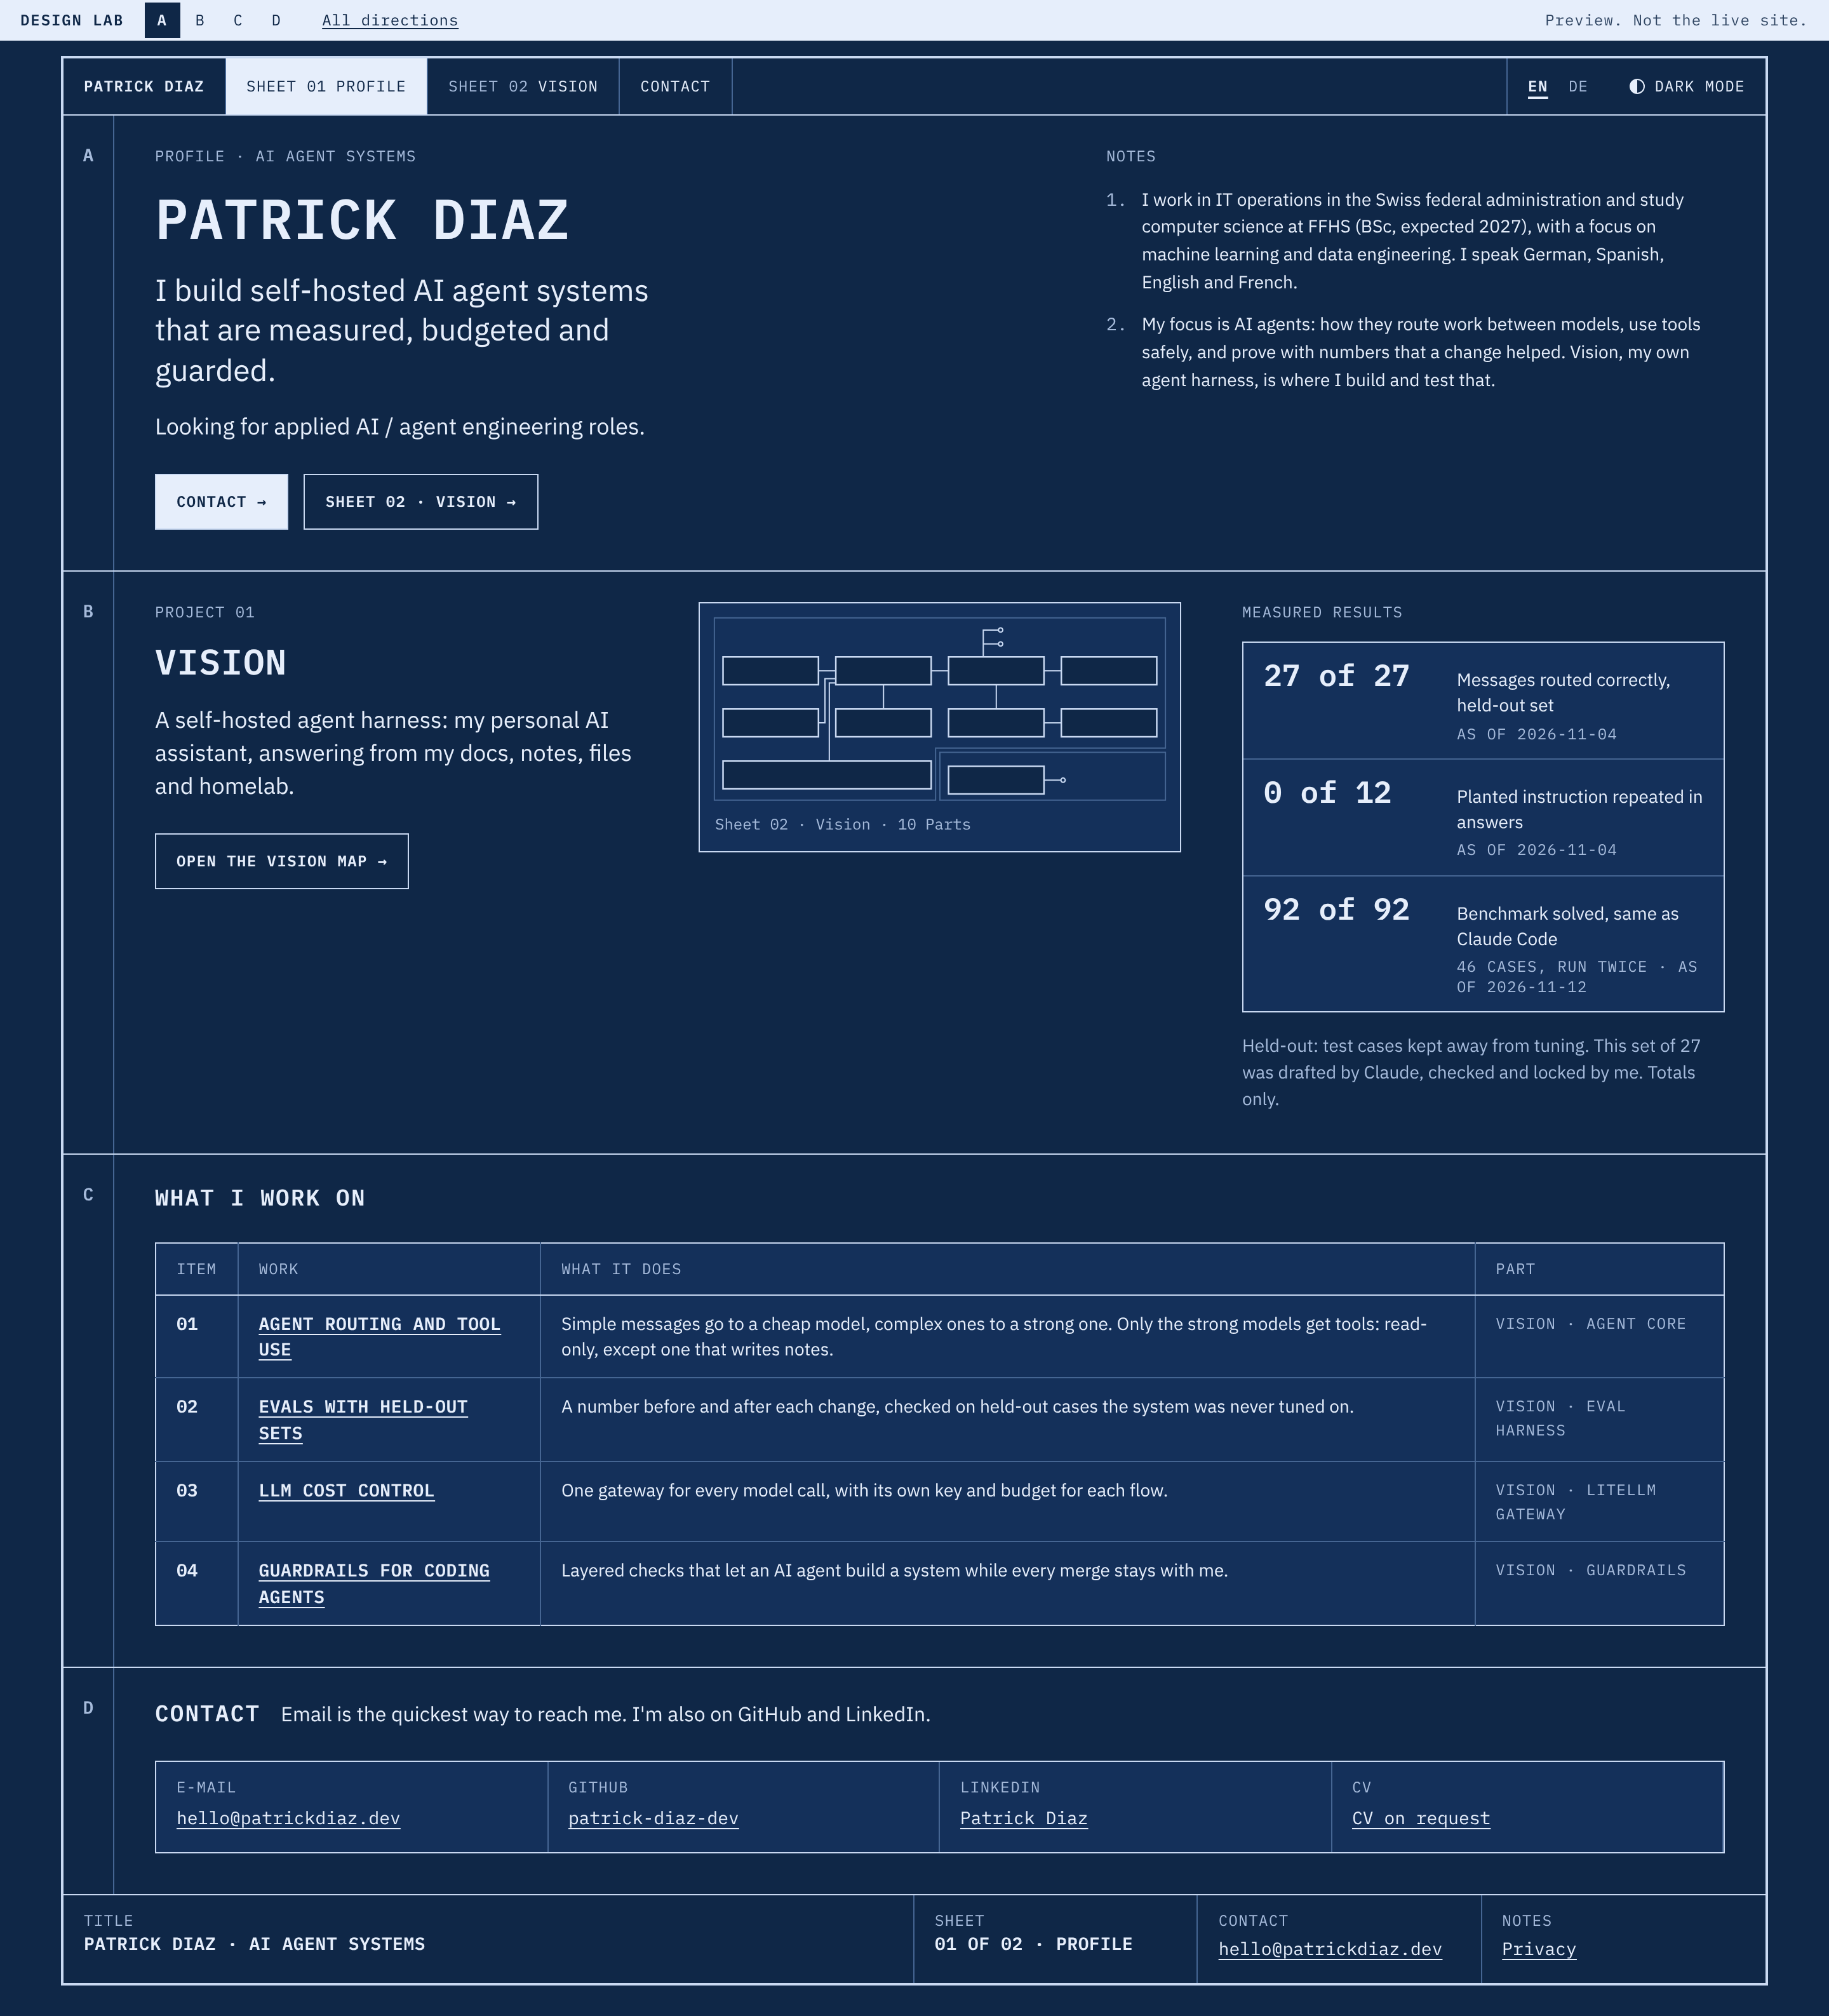 DESIGN LAB A B C D All directions Preview. Not the live site.
PATRICK DIAZ SHEET 01 PROFILE SHEET 02 VISION CONTACT EN DE DARK MODE
A
PROFILE · AI AGENT SYSTEMS
PATRICK DIAZ
I build self-hosted AI agent systems
that are measured, budgeted and
guarded.
Looking for applied AI / agent engineering roles.
CONTACT →
SHEET 02 · VISION →
NOTES
1. I work in IT operations in the Swiss federal administration and study
computer science at FFHS (BSc, expected 2027), with a focus on
machine learning and data engineering. I speak German, Spanish,
English and French.
2. My focus is AI agents: how they route work between models, use tools
safely, and prove with numbers that a change helped. Vision, my own
agent harness, is where I build and test that.
B
PROJECT 01
VISION
A self-hosted agent harness: my personal AI
assistant, answering from my docs, notes, files
and homelab.
OPEN THE VISION MAP →
Sheet 02 · Vision · 10 Parts
MEASURED RESULTS
27 of 27
Messages routed correctly,
held-out set
AS OF 2026-11-04
0 of 12
Planted instruction repeated in
answers
AS OF 2026-11-04
92 of 92
Benchmark solved, same as
Claude Code
46 CASES, RUN TWICE · AS
OF 2026-11-12
Held-out: test cases kept away from tuning. This set of 27
was drafted by Claude, checked and locked by me. Totals
only.
C
WHAT I WORK ON
ITEM WORK WHAT IT DOES PART
01
AGENT ROUTING AND TOOL
USE
Simple messages go to a cheap model, complex ones to a strong one. Only the strong models get tools: read-
only, except one that writes notes.
VISION · AGENT CORE
02
EVALS WITH HELD-OUT
SETS
A number before and after each change, checked on held-out cases the system was never tuned on.
VISION · EVAL
HARNESS
03
LLM COST CONTROL
One gateway for every model call, with its own key and budget for each flow.
VISION · LITELLM
GATEWAY
04
GUARDRAILS FOR CODING
AGENTS
Layered checks that let an AI agent build a system while every merge stays with me.
VISION · GUARDRAILS
D
CONTACT Email is the quickest way to reach me. I'm also on GitHub and LinkedIn.
E-MAIL
hello@patrickdiaz.dev
GITHUB
patrick-diaz-dev
LINKEDIN
Patrick Diaz
CV
CV on request
TITLE
PATRICK DIAZ · AI AGENT SYSTEMS
SHEET
01 OF 02 · PROFILE
CONTACT
hello@patrickdiaz.dev
NOTES
Privacy